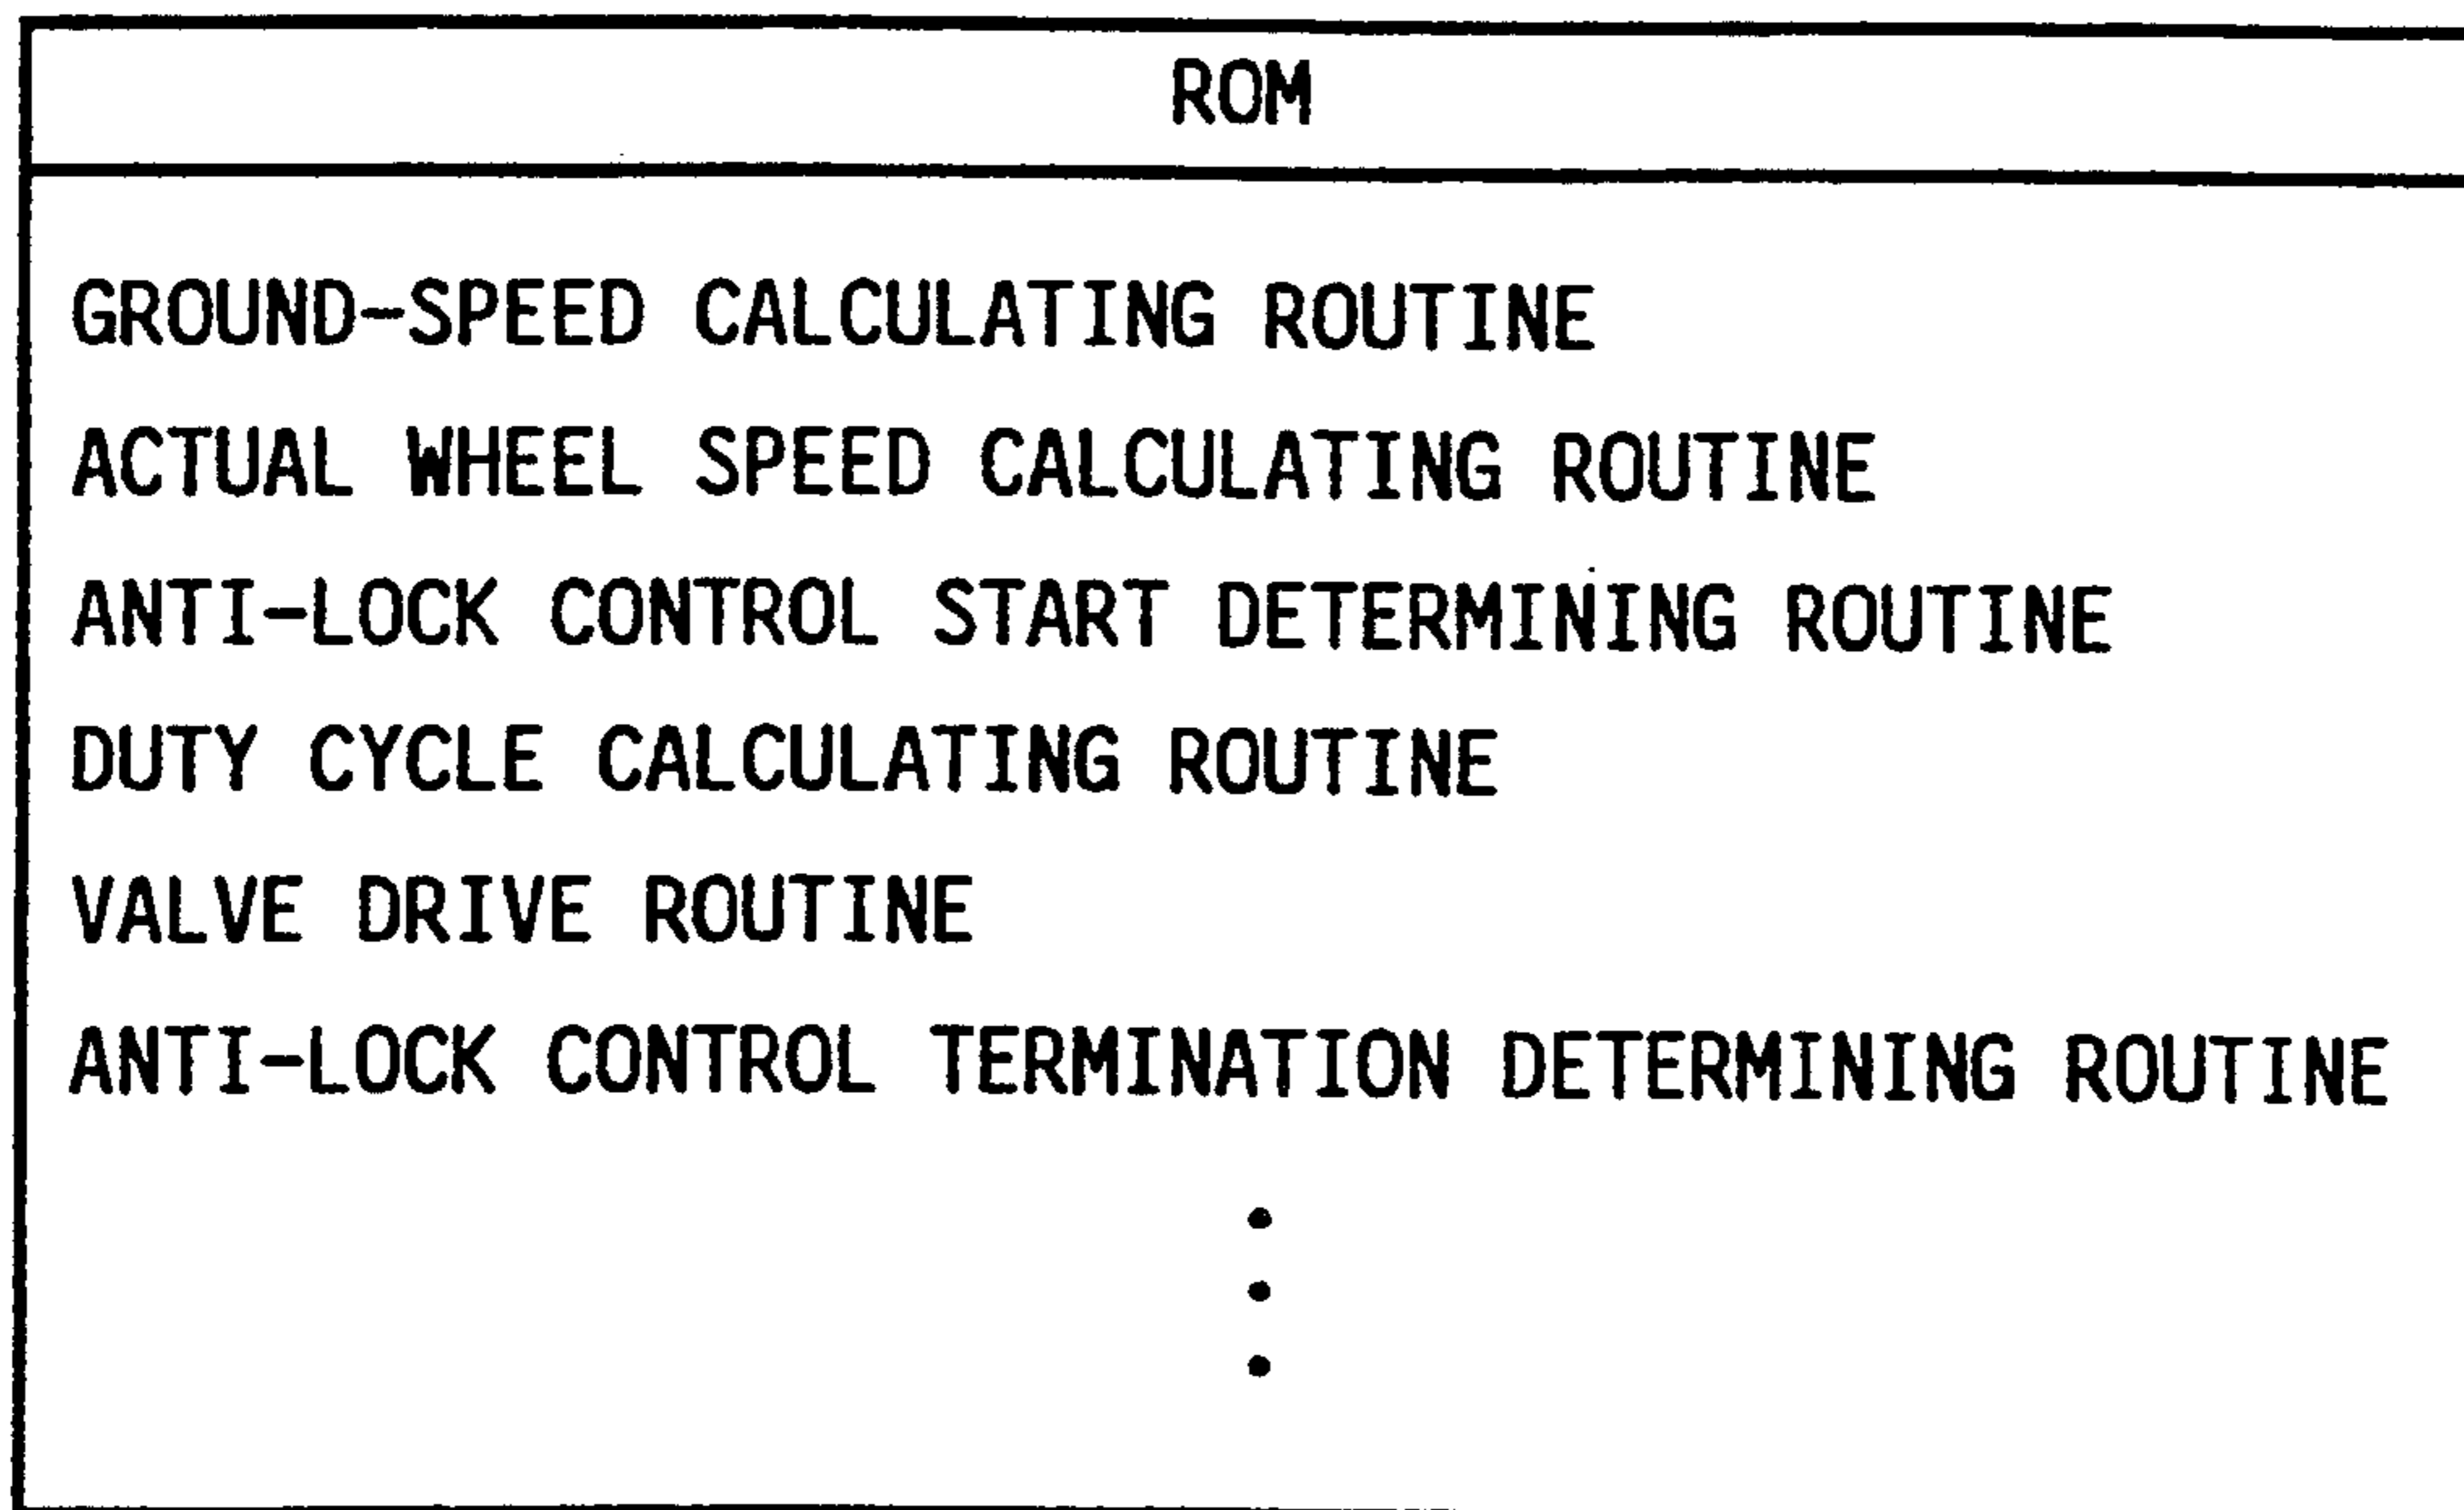 ROM
GROUND-SPEED CALCULATING ROUTINE
ACTUAL WHEEL SPEED CALCULATING ROUTINE
ANTI-LOCK CONTROL START DETERMINING ROUTINE
DUTY CYCLE CALCULATING ROUTINE
VALVE DRIVE ROUTINE
ANTI-LOCK CONTROL TERMINATION DETERMINING ROUTINE